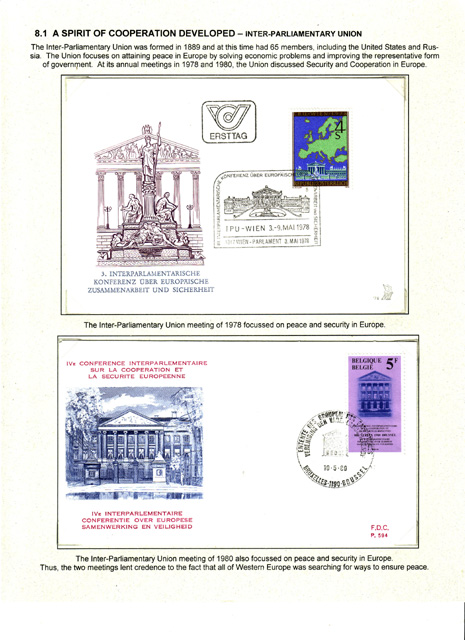 8.1 A SPIRIT OF COOPERATION DEVELOPED – INTER-PARLIAMENTARY UNION
The Inter-Parliamentary Union was formed in 1889 and at this time had 65 members, including the United States and Rus-
sia. The Union focuses on attaining peace in Europe by solving economic problems and improving the representative form
of government. At its annual meetings in 1978 and 1980, the Union discussed Security and Cooperation in Europe.
ERSTTAG
4
S
INTERPARLAMENTARISCHE
KONFERENZ ÜBER EUROPÄISCHE
IPU - WIEN 3.-9. MAI 1978
1017 WIEN - PARLAMENT 3. MAI 1978
3. INTERPARLAMENTARISCHE
KONFERENZ ÜBER EUROPÄISCHE
ZUSAMMENARBEIT UND SICHERHEIT
The Inter-Parliamentary Union meeting of 1978 focussed on peace and security in Europe.
IVe CONFERENCE INTERPARLEMENTAIRE
SUR LA COOPERATION ET
LA SECURITE EUROPEENNE
BELGIQUE 5F
BELGIË
10-5-80
BRUXELLES-1180-BRUSSEL
IVe INTERPARLEMENTAIRE
CONFERENTIE OVER EUROPESE
SAMENWERKING EN VEILIGHEID
F.D.C.
P. 594
The Inter-Parliamentary Union meeting of 1980 also focussed on peace and security in Europe.
Thus, the two meetings lent credence to the fact that all of Western Europe was searching for ways to ensure peace.